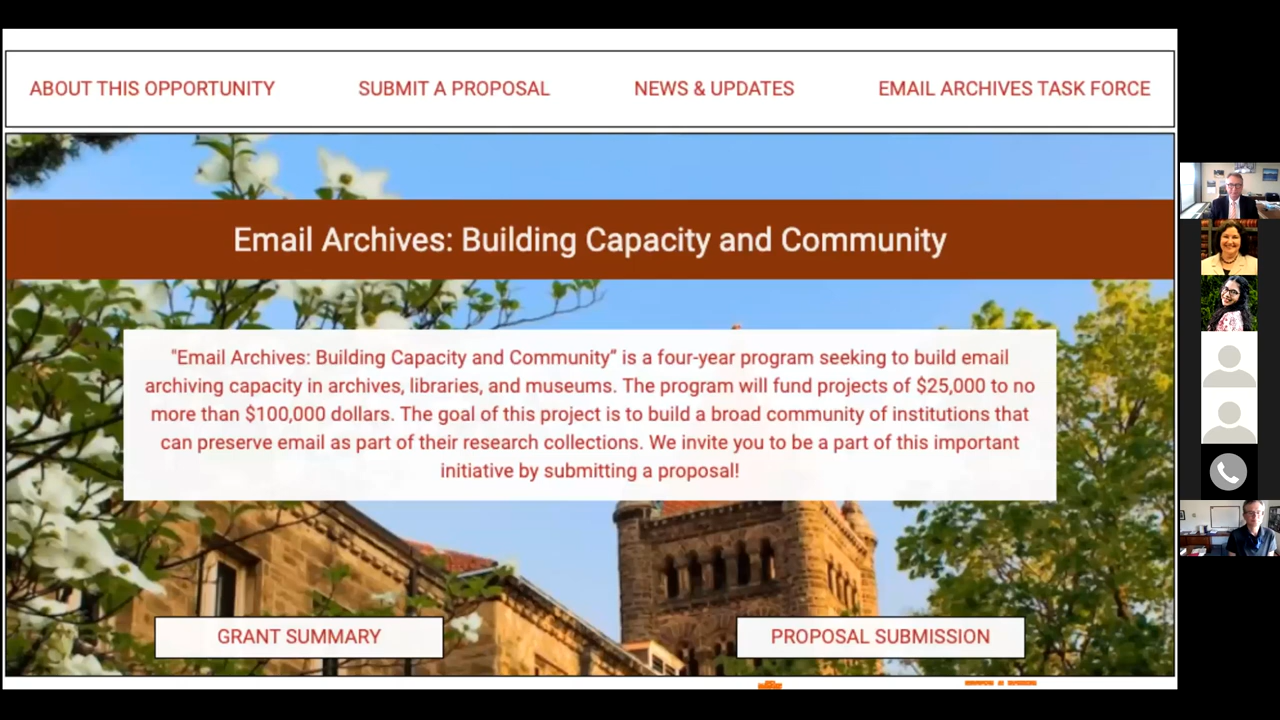 ABOUT THIS OPPORTUNITY
SUBMIT A PROPOSAL
NEWS & UPDATES
EMAIL ARCHIVES TASK FORCE
Email Archives: Building Capacity and Community
"Email Archives: Building Capacity and Community” is a four-year program seeking to build email
archiving capacity in archives, libraries, and museums. The program will fund projects of $25,000 to no
more than $100,000 dollars. The goal of this project is to build a broad community of institutions that
can preserve email as part of their research collections. We invite you to be a part of this important
initiative by submitting a proposal!
GRANT SUMMARY
PROPOSAL SUBMISSION